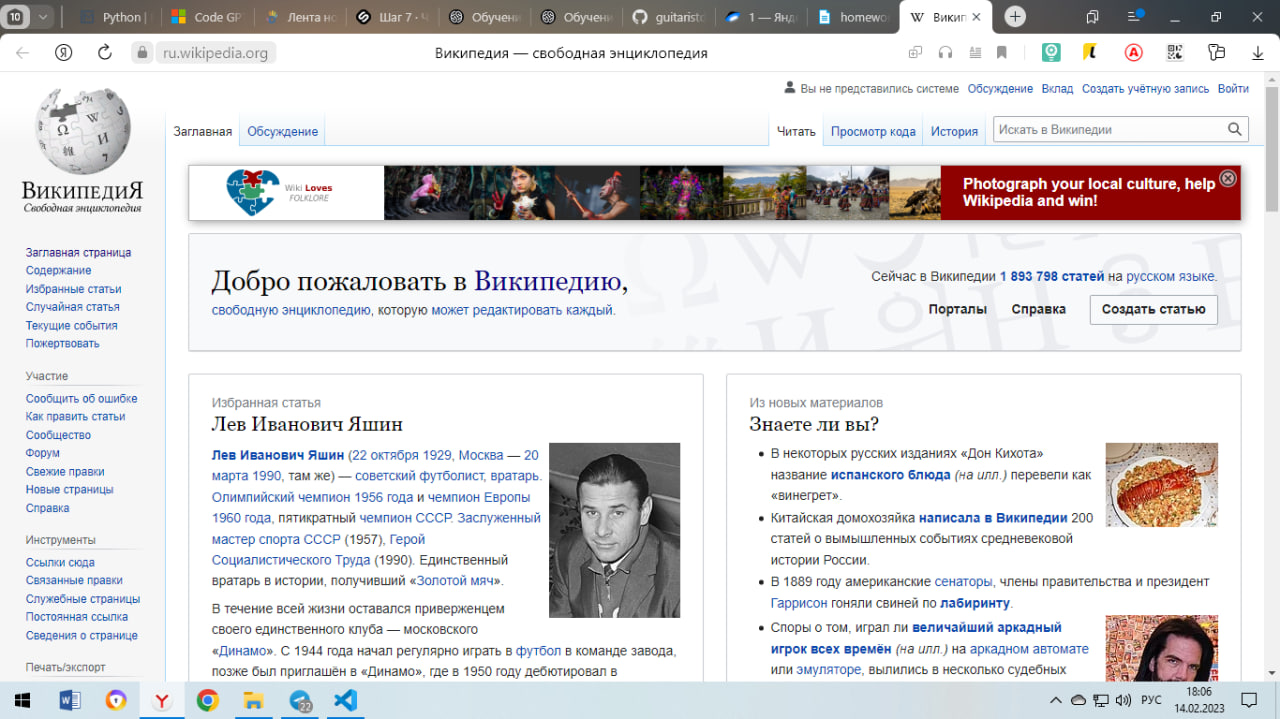 10
Python |
Code GP
Лента но
Шаг 7 · Ч
Обучени
Обучени
guitaristo
1 — Янд
homewo
Викип
Я
ru.wikipedia.org
Википедия — свободная энциклопедия
Вы не представились системе Обсуждение Вклад Создать учётную запись Войти
Заглавная Обсуждение Читать Просмотр кода История Искать в Википедии
ВикипедиЯ
Свободная энциклопедия
Заглавная страница
Содержание
Избранные статьи
Случайная статья
Текущие события
Пожертвовать
Участие
Сообщить об ошибке
Как править статьи
Сообщество
Форум
Свежие правки
Новые страницы
Справка
Инструменты
Ссылки сюда
Связанные правки
Служебные страницы
Постоянная ссылка
Сведения о странице
Печать/экспорт
Wiki Loves
FOLKLORE
Photograph your local culture, help
Wikipedia and win!
Добро пожаловать в Википедию,
свободную энциклопедию, которую может редактировать каждый.
Сейчас в Википедии 1 893 798 статей на русском языке.
Порталы Справка Создать статью
Избранная статья
Лев Иванович Яшин
Лев Иванович Яшин (22 октября 1929, Москва — 20
марта 1990, там же) — советский футболист, вратарь.
Олимпийский чемпион 1956 года и чемпион Европы
1960 года, пятикратный чемпион СССР. Заслуженный
мастер спорта СССР (1957), Герой
Социалистического Труда (1990). Единственный
вратарь в истории, получивший «Золотой мяч».
В течение всей жизни оставался приверженцем
своего единственного клуба — московского
«Динамо». С 1944 года начал регулярно играть в футбол в команде завода,
позже был приглашён в «Динамо», где в 1950 году дебютировал в
Из новых материалов
Знаете ли вы?
В некоторых русских изданиях «Дон Кихота»
название испанского блюда (на илл.) перевели как
«винегрет».
Китайская домохозяйка написала в Википедии 200
статей о вымышленных событиях средневековой
истории России.
В 1889 году американские сенаторы, члены правительства и президент
Гаррисон гоняли свиней по лабиринту.
Споры о том, играл ли величайший аркадный
игрок всех времён (на илл.) на аркадном автомате
или эмуляторе, вылились в несколько судебных
22
РУС
18:06
14.02.2023